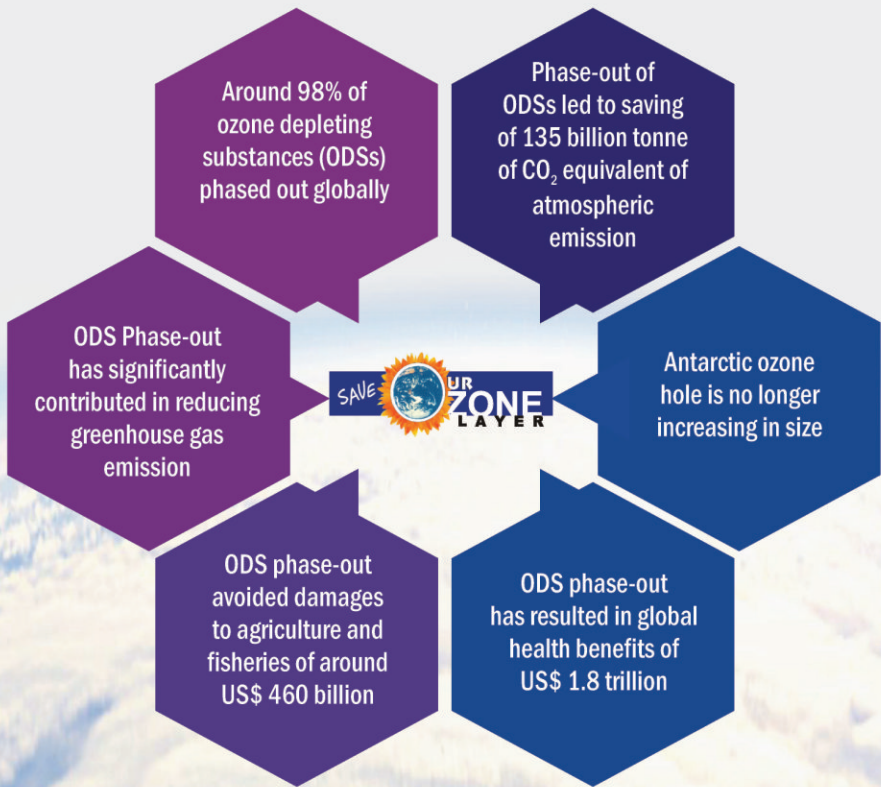 Around 98% of
ozone depleting
substances (ODSs)
phased out globally
Phase-out of
ODSs led to saving
of 135 billion tonne
of CO₂ equivalent of
atmospheric
emission
ODS Phase-out
has significantly
contributed in reducing
greenhouse gas
emission
SAVE UR
ZONE
LAYER
Antarctic ozone
hole is no longer
increasing in size
ODS phase-out
avoided damages
to agriculture and
fisheries of around
US$ 460 billion
ODS phase-out
has resulted in global
health benefits of
US$ 1.8 trillion